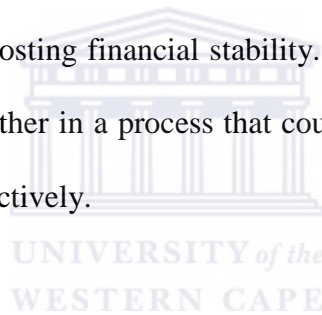 osting financial stability.
ther in a process that cou
ctively.
UNIVERSITY of the
WESTERN CAPE